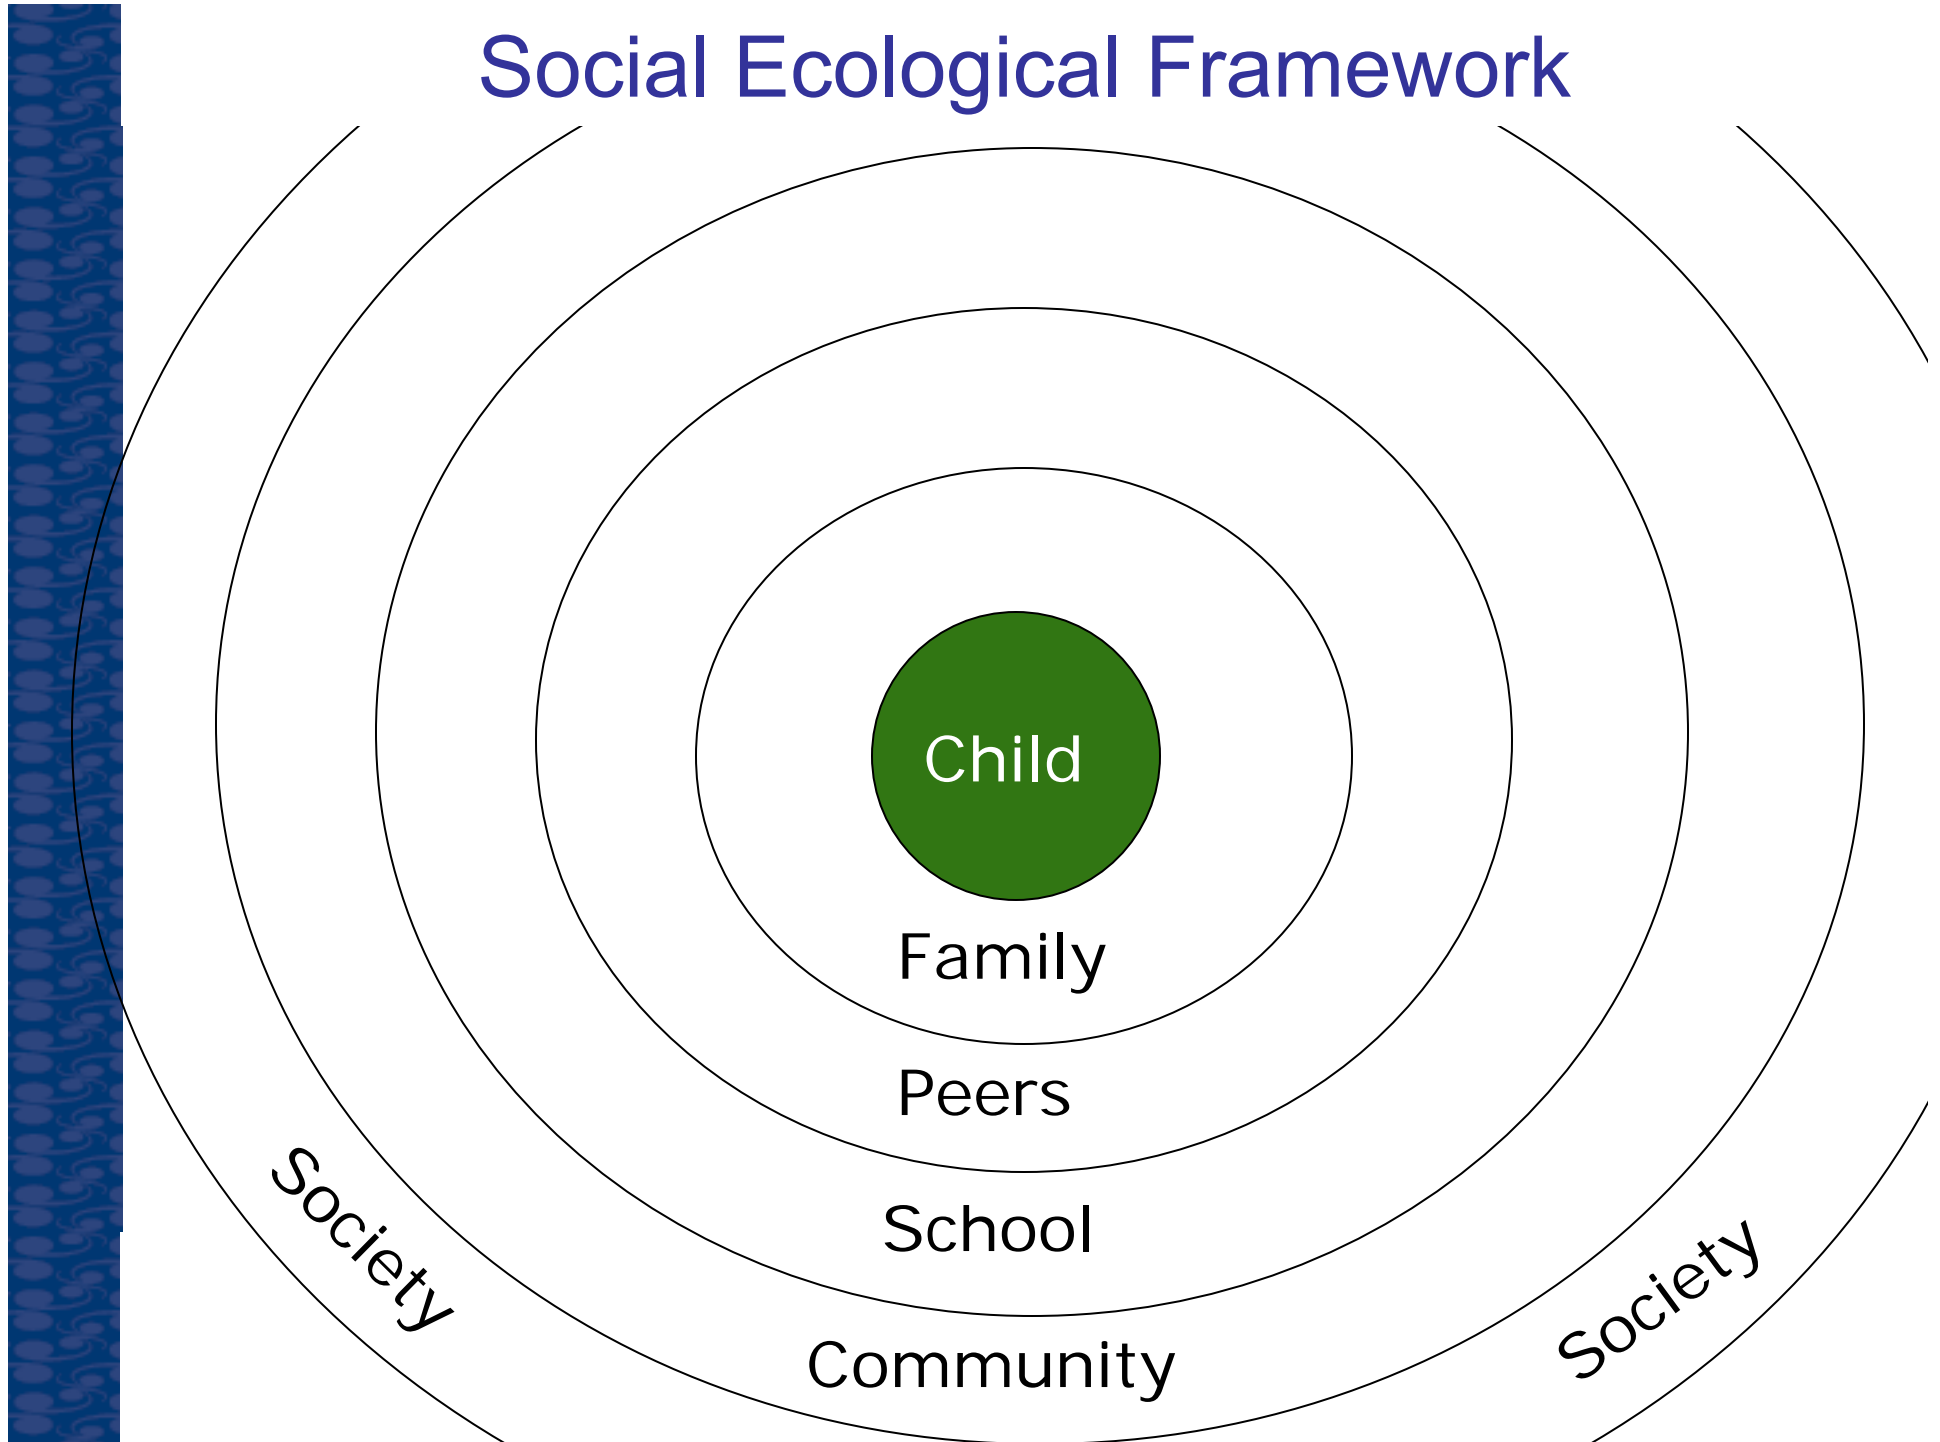 Social Ecological Framework
Child
Family
Peers
School
Community
Society
Society